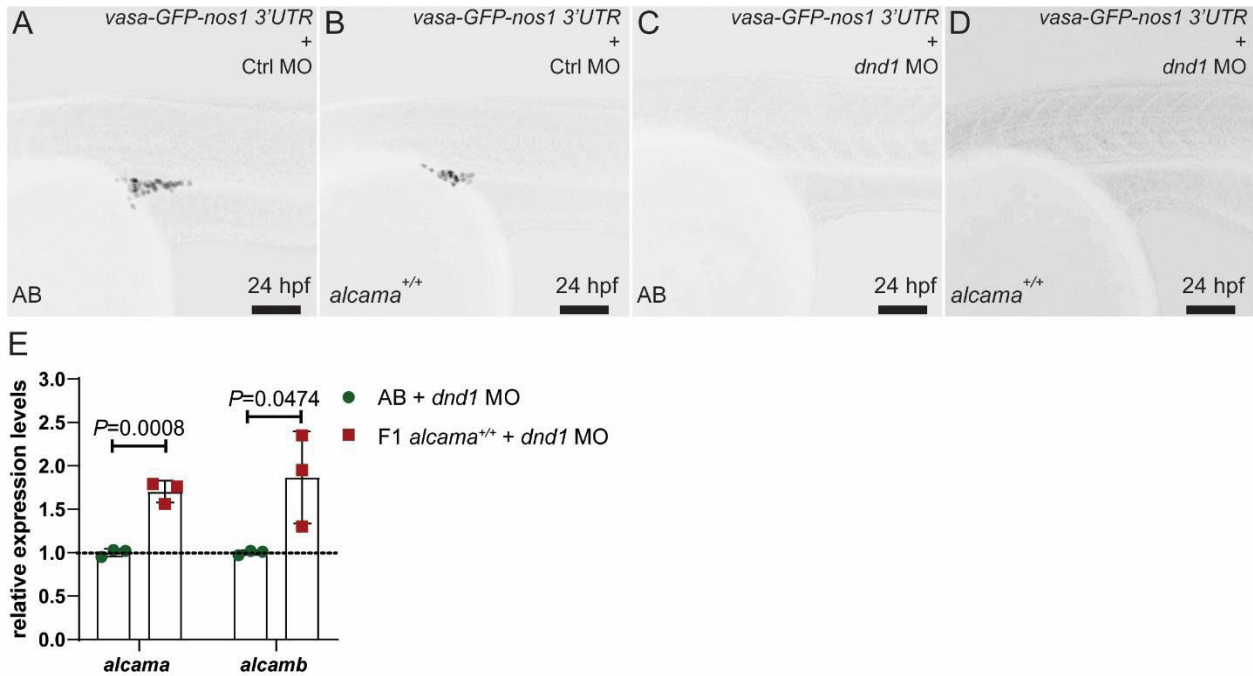 A
vasa-GFP-nos1 3’UTR
+
Ctrl MO
AB
24 hpf
B
vasa-GFP-nos1 3’UTR
+
Ctrl MO
alcama+/+
24 hpf
C
vasa-GFP-nos1 3’UTR
+
dnd1 MO
AB
24 hpf
D
vasa-GFP-nos1 3’UTR
+
dnd1 MO
alcama+/+
24 hpf
E
relative expression levels
3.0
2.5
2.0
1.5
1.0
0.5
0.0
P=0.0008
P=0.0474
alcama
alcamb
AB + dnd1 MO
F1 alcama+/+ + dnd1 MO